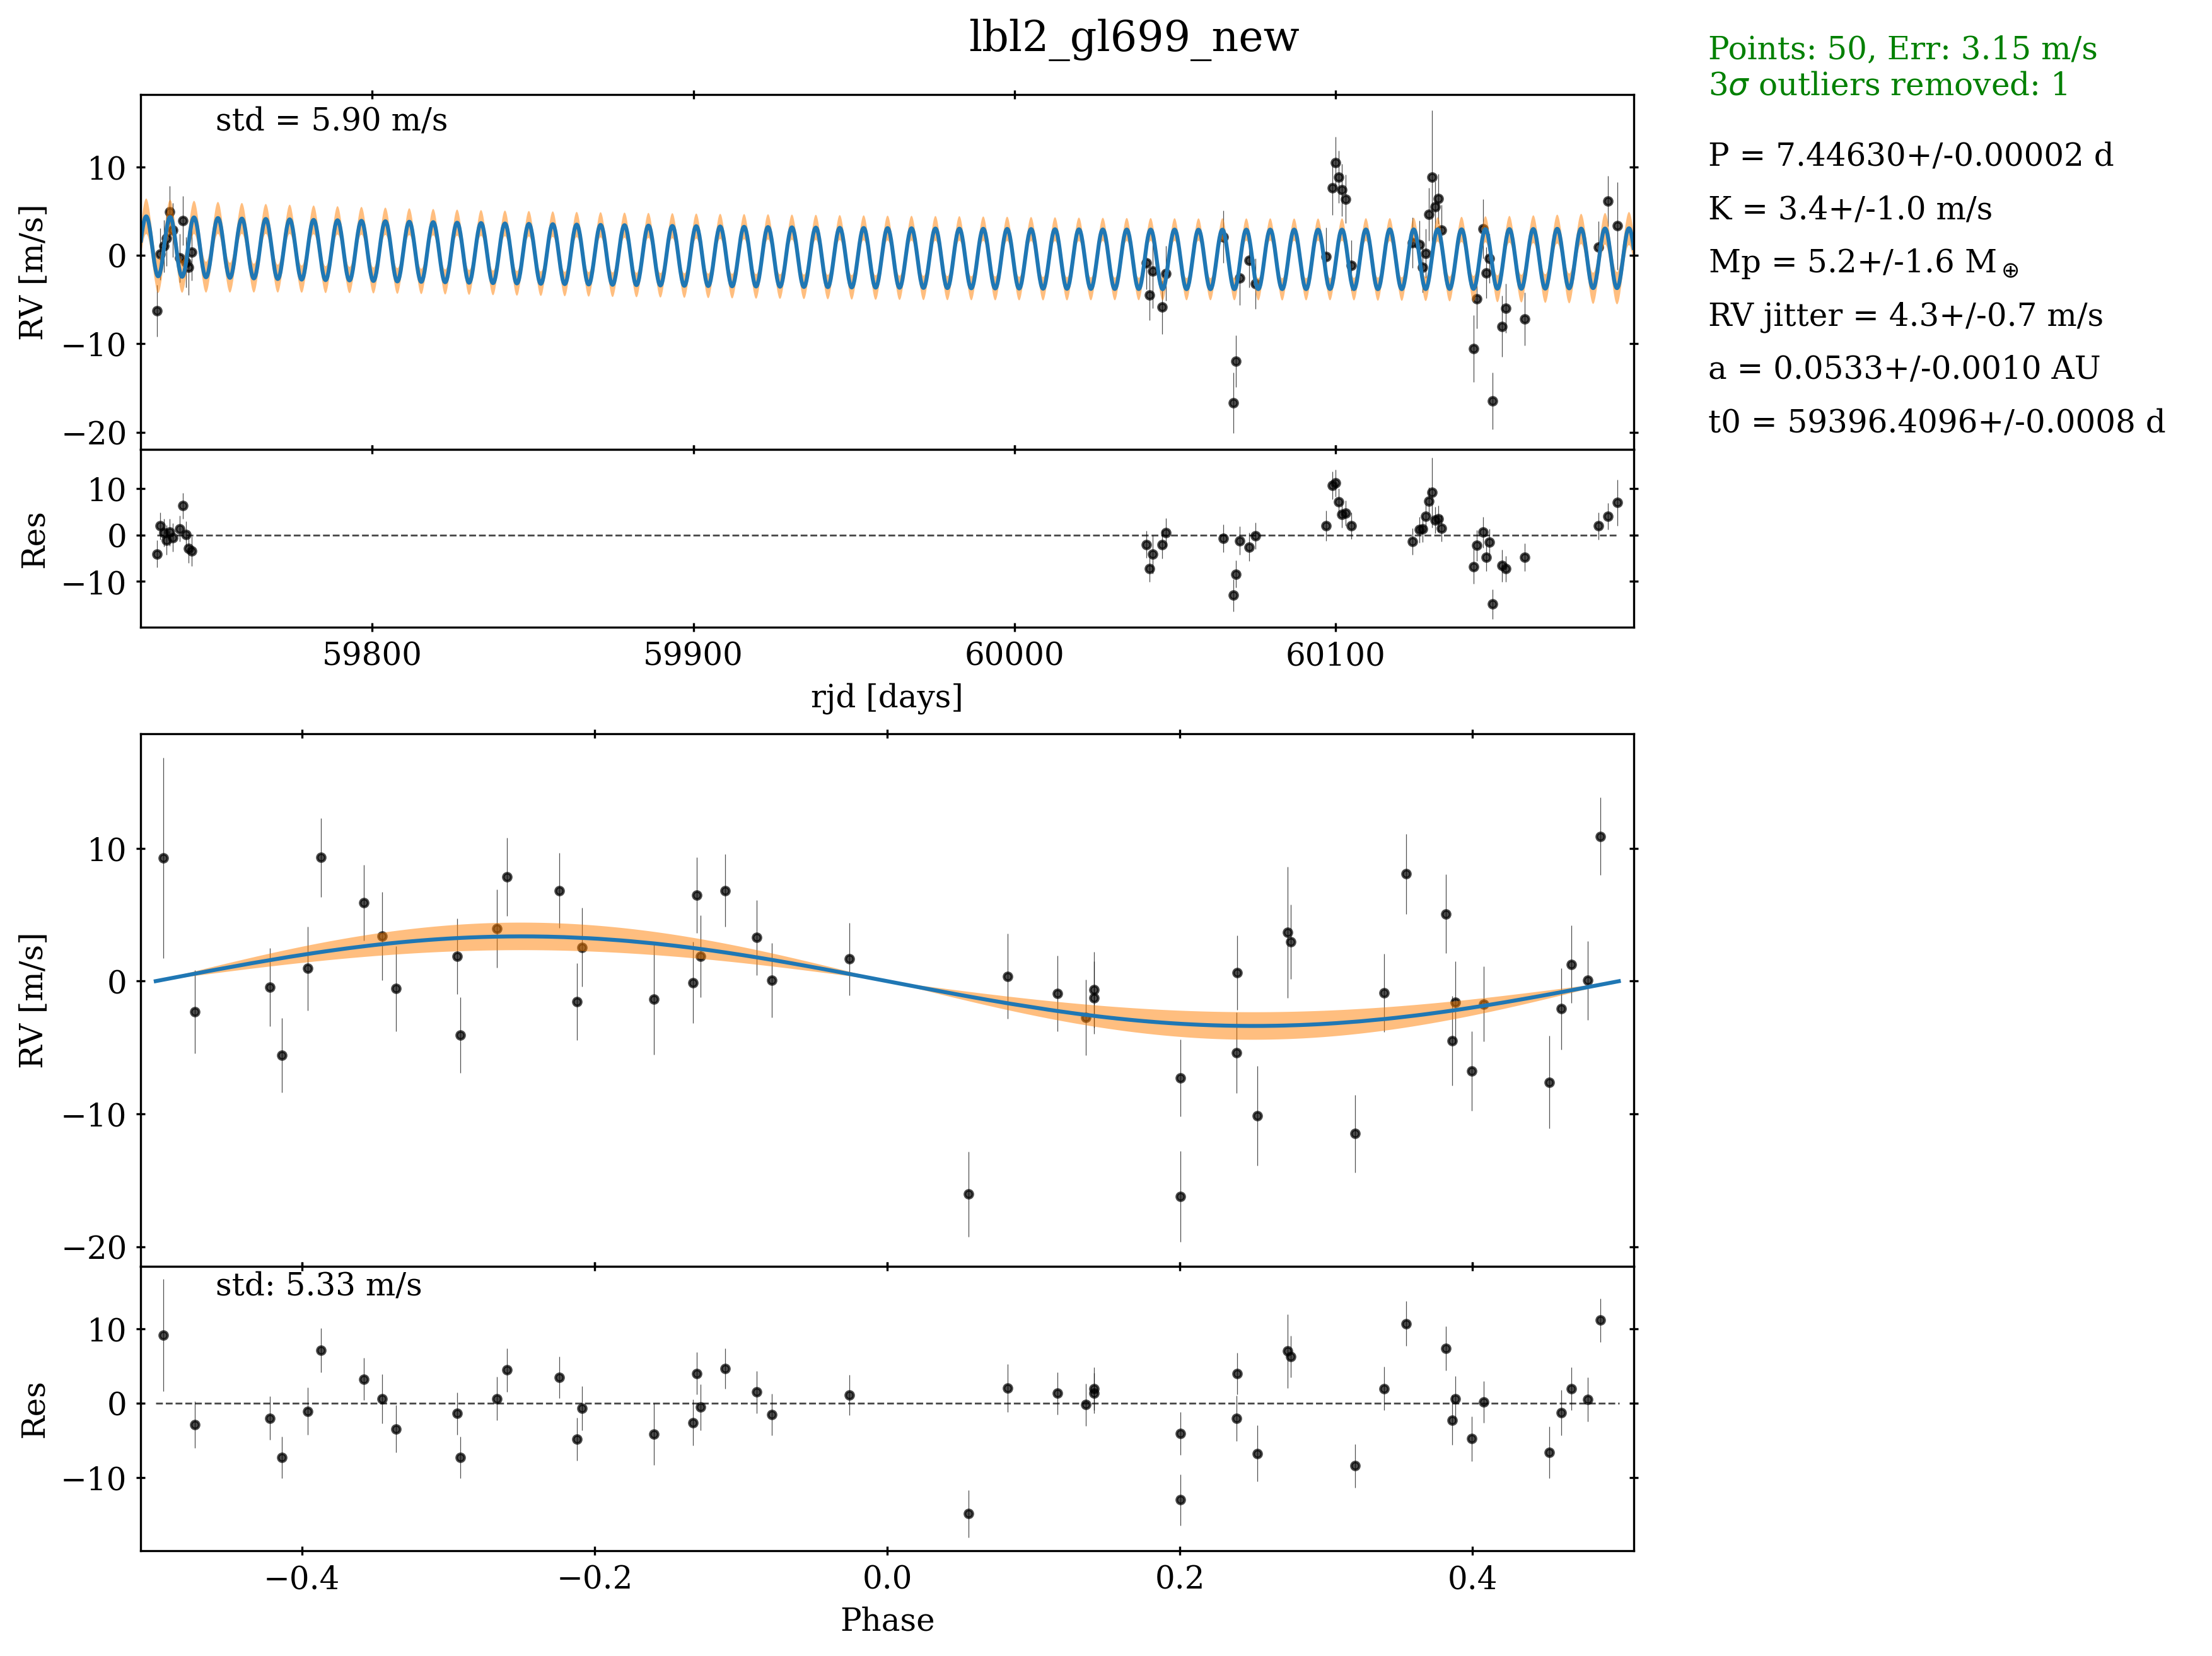 lbl2_gl699_new
Points: 50, Err: 3.15 m/s
3σ outliers removed: 1
P = 7.44630+/-0.00002 d
K = 3.4+/-1.0 m/s
Mp = 5.2+/-1.6 M⊕
RV jitter = 4.3+/-0.7 m/s
a = 0.0533+/-0.0010 AU
t0 = 59396.4096+/-0.0008 d
std = 5.90 m/s
RV [m/s]
10
0
−10
−20
Res
10
0
−10
59800 59900 60000 60100
rjd [days]
RV [m/s]
10
0
−10
−20
std: 5.33 m/s
Res
10
0
−10
−0.4 −0.2 0.0 0.2 0.4
Phase